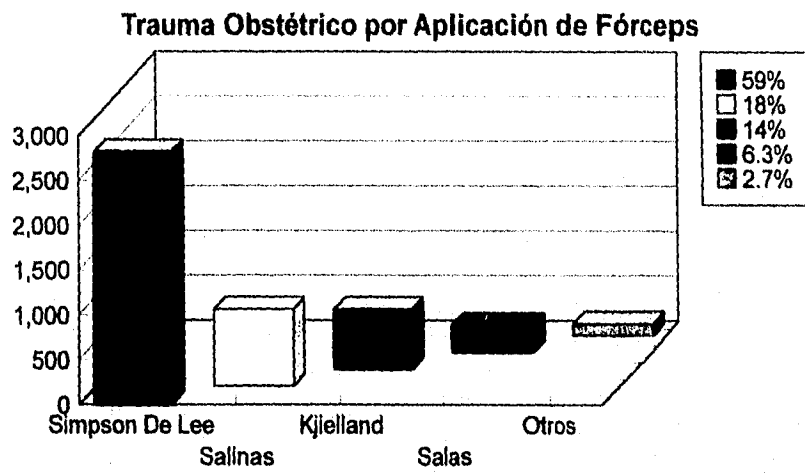 Trauma Obstétrico por Aplicación de Fórceps
59%
18%
14%
6.3%
2.7%
3,000
2,500
2,000
1,500
1,000
500
0
Simpson De Lee
Salinas
Kjielland
Salas
Otros